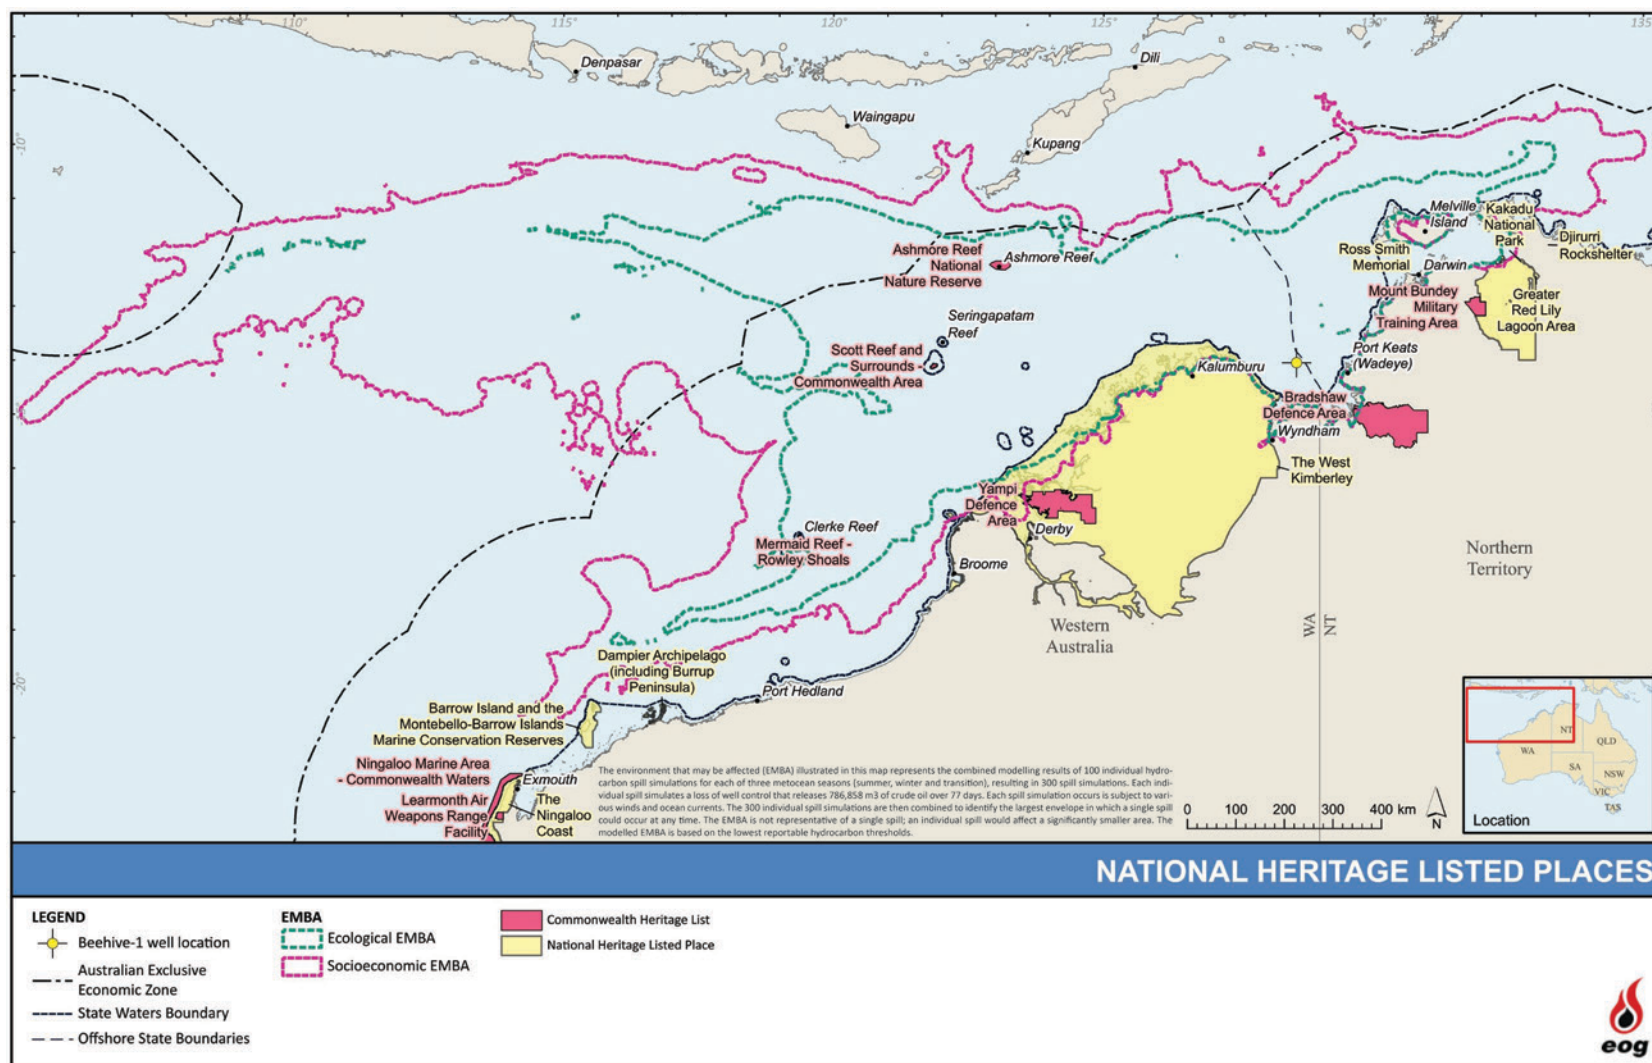 110°
115°
120°
125°
130°
135
-10°
-20°
Denpasar
Dili
Waingapu
Kupang
Ashmore Reef
National
Nature Reserve
Ashmore Reef
Melville
Island
Kakadu
National
Park
Djirurri
Rockshelter
Ross Smith
Memorial
Darwin
Mount Bundey
Military
Training Area
Greater
Red Lily
Lagoon Area
Seringapatam
Reef
Scott Reef and
Surrounds -
Commonwealth Area
Port Keats
(Wadeye)
Kalumburu
Bradshaw
Defence Area
Wyndham
The West
Kimberley
Yampi
Defence
Area
Derby
Clerke Reef
Mermaid Reef -
Rowley Shoals
Broome
Northern
Territory
WA
NT
Western
Australia
Dampier Archipelago
(including Burrup
Peninsula)
Port Hedland
Barrow Island and the
Montebello-Barrow Islands
Marine Conservation Reserves
Ningaloo Marine Area
- Commonwealth Waters
Exmouth
Learmonth Air
Weapons Range
Facility
The
Ningaloo
Coast
The environment that may be affected (EMBA) illustrated in this map represents the combined modelling results of 100 individual hydro-
carbon spill simulations for each of three metocean seasons (summer, winter and transition), resulting in 300 spill simulations. Each indi-
vidual spill simulates a loss of well control that releases 786,858 m3 of crude oil over 77 days. Each spill simulation occurs is subject to vari-
ous winds and ocean currents. The 300 individual spill simulations are then combined to identify the largest envelope in which a single spill
could occur at any time. The EMBA is not representative of a single spill; an individual spill would affect a significantly smaller area. The
modelled EMBA is based on the lowest reportable hydrocarbon thresholds.
0 100 200 300 400 km
N
WA
NT
QLD
SA
NSW
VIC
TAS
Location
NATIONAL HERITAGE LISTED PLACES
LEGEND
Beehive-1 well location
Australian Exclusive
Economic Zone
State Waters Boundary
Offshore State Boundaries
EMBA
Ecological EMBA
Socioeconomic EMBA
Commonwealth Heritage List
National Heritage Listed Place
eog